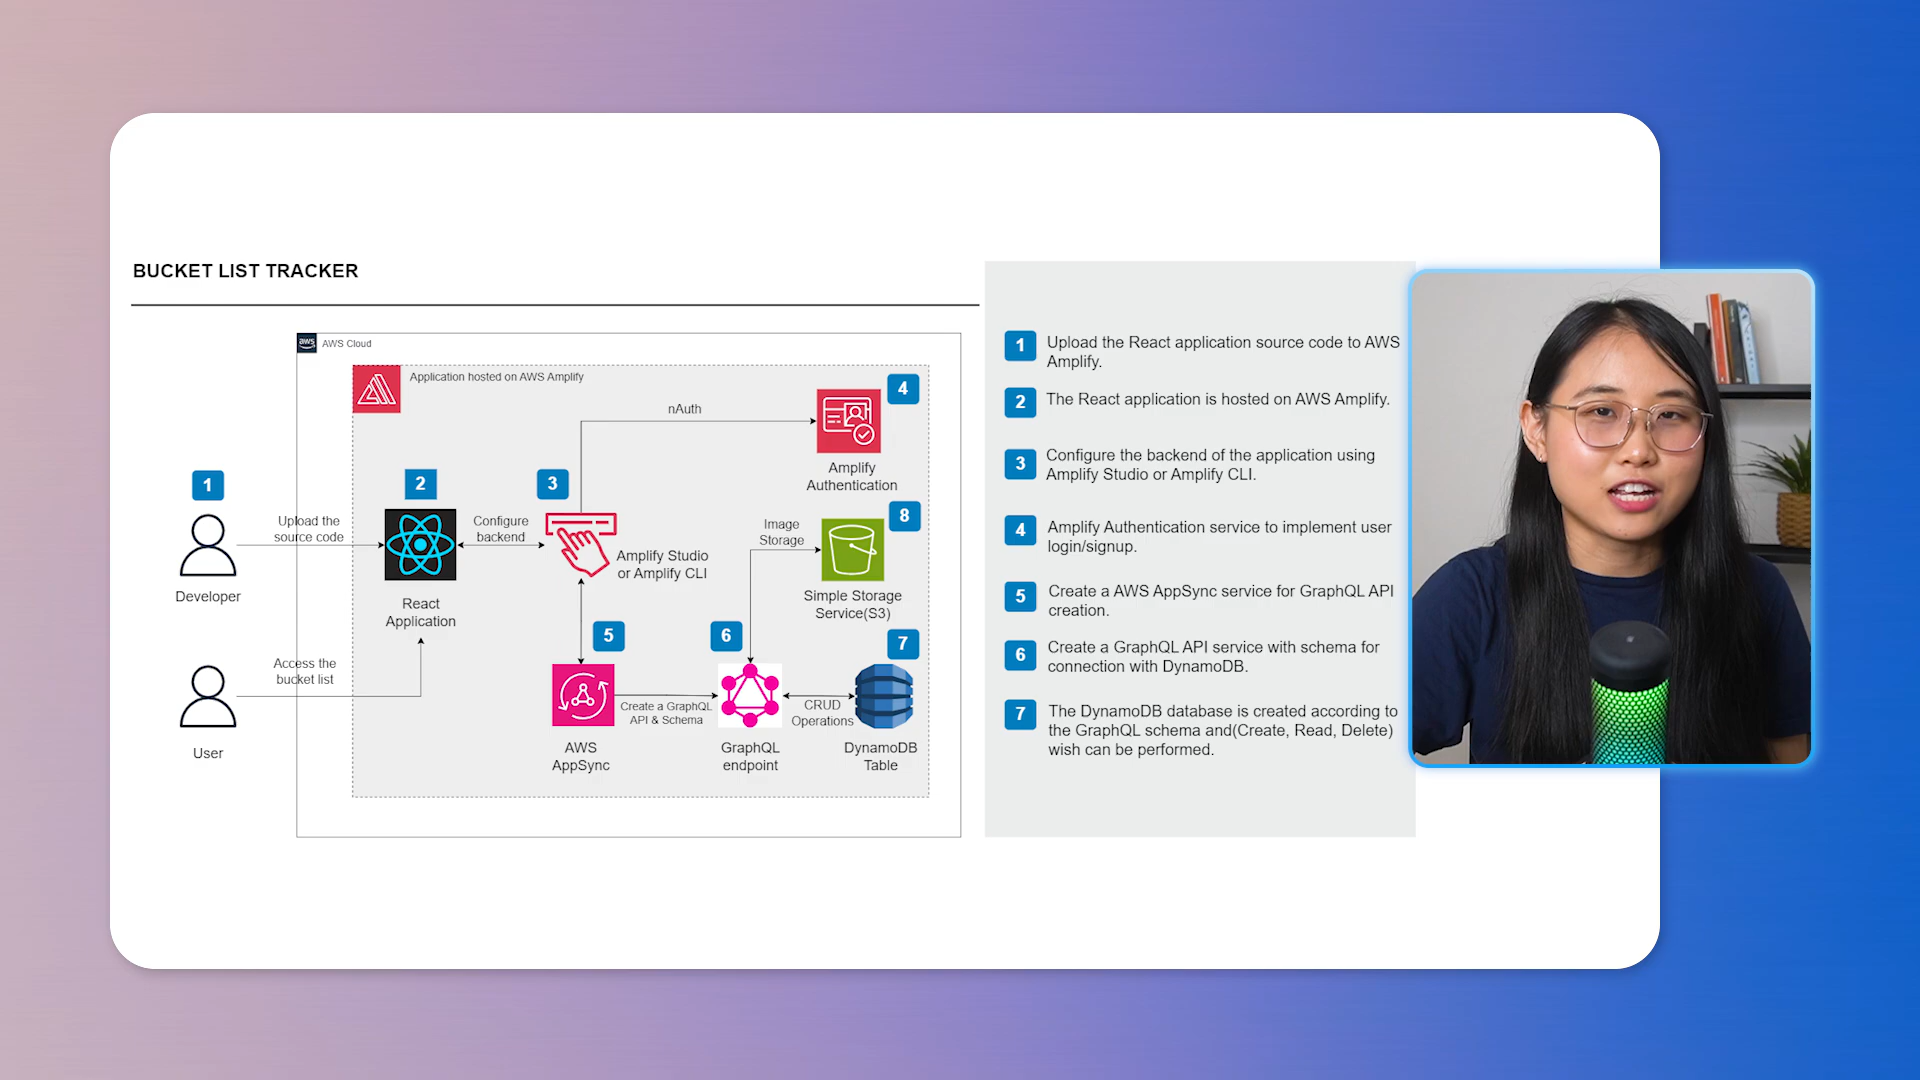 BUCKET LIST TRACKER
aws
AWS Cloud
Application hosted on AWS Amplify
4
nAuth
Amplify
Authentication
1
2
3
Upload the
source code
Configure
backend
Image
Storage
8
Amplify Studio
or Amplify CLI
Developer
React
Application
Simple Storage
Service(S3)
5
6
7
Access the
bucket list
Create a GraphQL
API & Schema
CRUD
Operations
User
AWS
AppSync
GraphQL
endpoint
DynamoDB
Table
1
Upload the React application source code to AWS
Amplify.
2
The React application is hosted on AWS Amplify.
3
Configure the backend of the application using
Amplify Studio or Amplify CLI.
4
Amplify Authentication service to implement user
login/signup.
5
Create a AWS AppSync service for GraphQL API
creation.
6
Create a GraphQL API service with schema for
connection with DynamoDB.
7
The DynamoDB database is created according to
the GraphQL schema and(Create, Read, Delete)
wish can be performed.